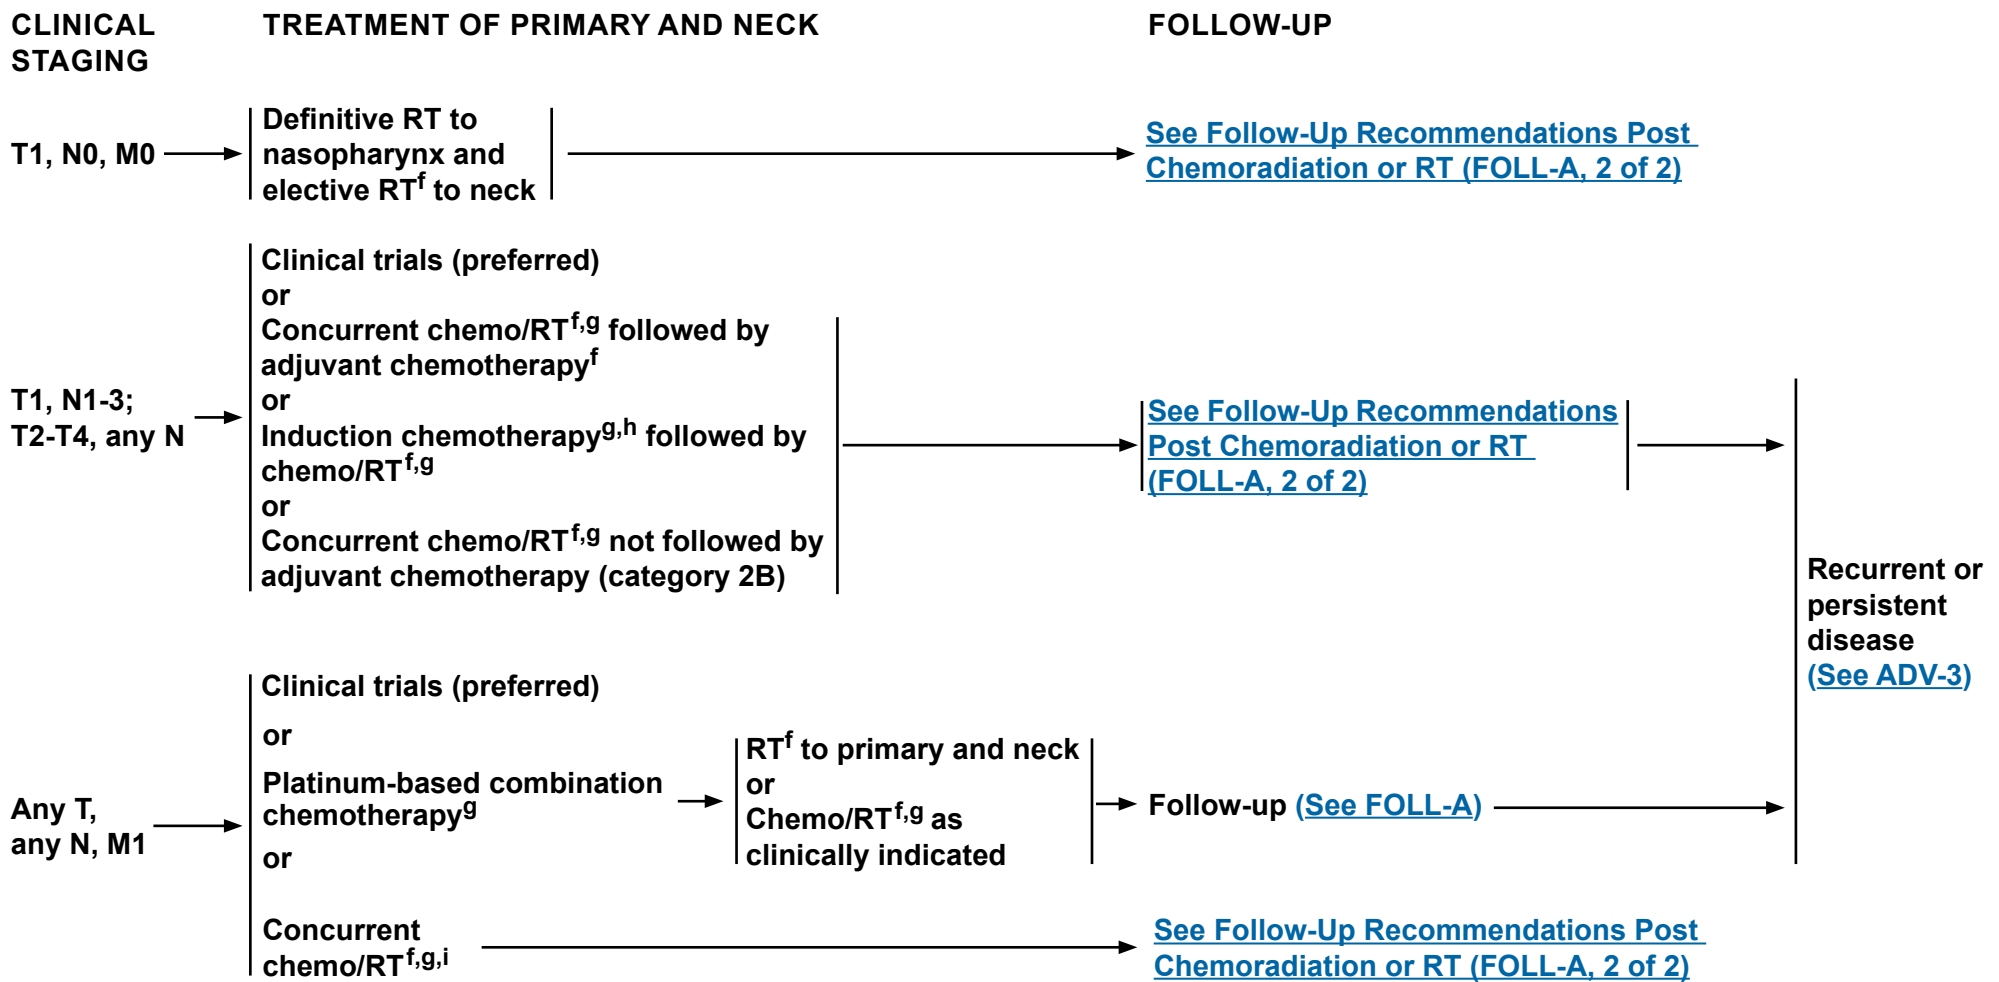 CLINICAL
STAGING
TREATMENT OF PRIMARY AND NECK
FOLLOW-UP
T1, N0, M0
Definitive RT to
nasopharynx and
elective RTf to neck
See Follow-Up Recommendations Post
Chemoradiation or RT (FOLL-A, 2 of 2)
T1, N1-3;
T2-T4, any N
Clinical trials (preferred)
or
Concurrent chemo/RTf,g followed by
adjuvant chemotherapyf
or
Induction chemotherapyg,h followed by
chemo/RTf,g
or
Concurrent chemo/RTf,g not followed by
adjuvant chemotherapy (category 2B)
See Follow-Up Recommendations
Post Chemoradiation or RT
(FOLL-A, 2 of 2)
Any T,
any N, M1
Clinical trials (preferred)
or
Platinum-based combination
chemotherapyg
or
Concurrent
chemo/RTf,g,i
RTf to primary and neck
or
Chemo/RTf,g as
clinically indicated
Follow-up (See FOLL-A)
See Follow-Up Recommendations Post
Chemoradiation or RT (FOLL-A, 2 of 2)
Recurrent or
persistent
disease
(See ADV-3)